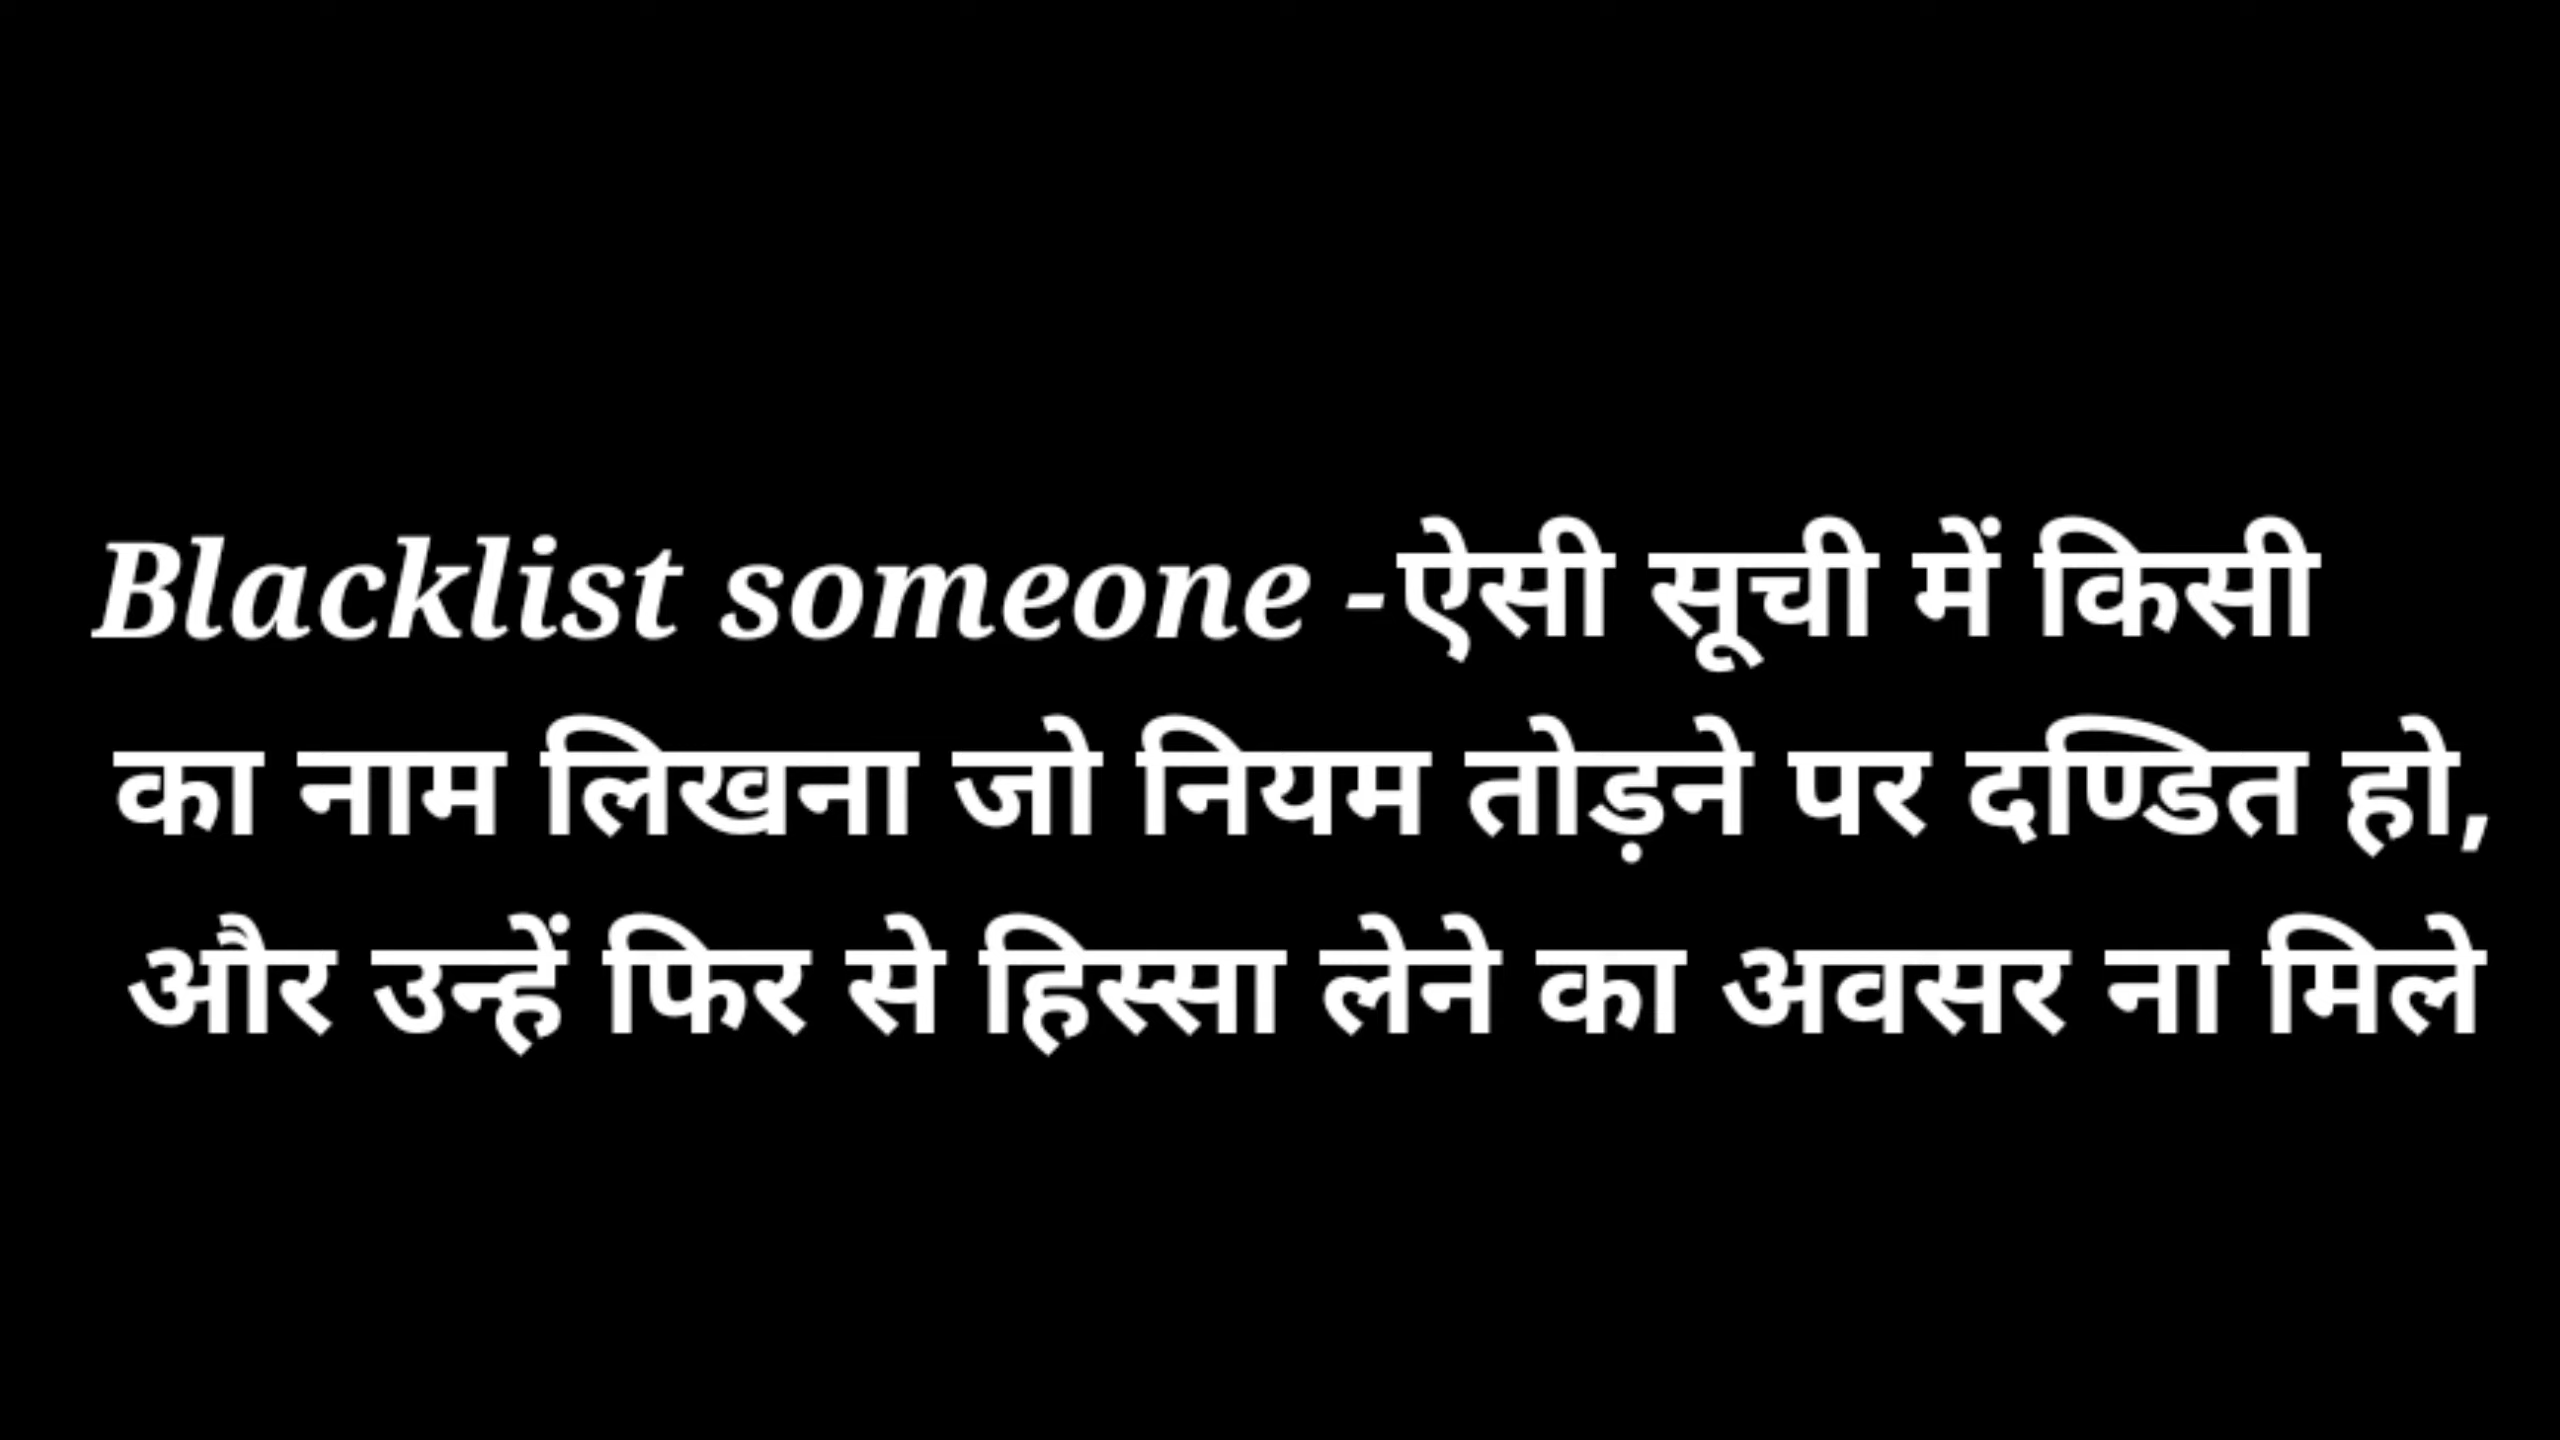 Blacklist someone -ऐसी सूची में किसी
का नाम लिखना जो नियम तोड़ने पर दण्डित हो,
और उन्हें फिर से हिस्सा लेने का अवसर ना मिले